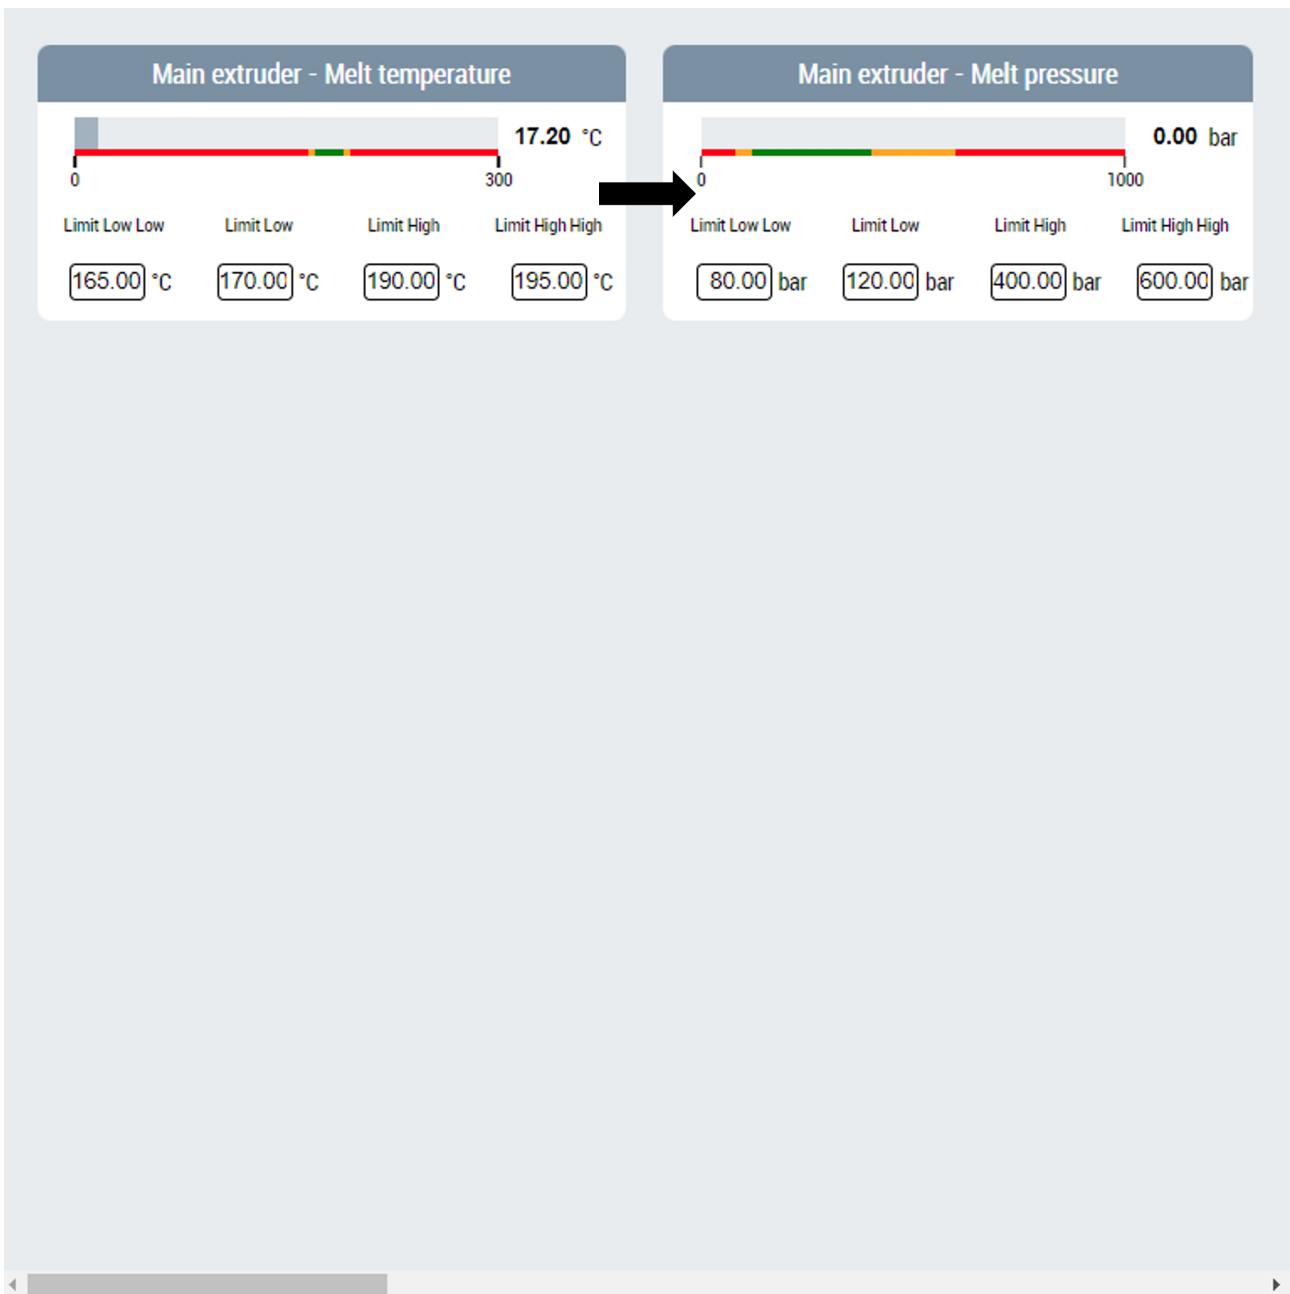 Main extruder - Melt temperature
17.20 °C
0 300
Limit Low Low Limit Low Limit High Limit High High
165.00 °C 170.00 °C 190.00 °C 195.00 °C
Main extruder - Melt pressure
0.00 bar
0 1000
Limit Low Low Limit Low Limit High Limit High High
80.00 bar 120.00 bar 400.00 bar 600.00 bar